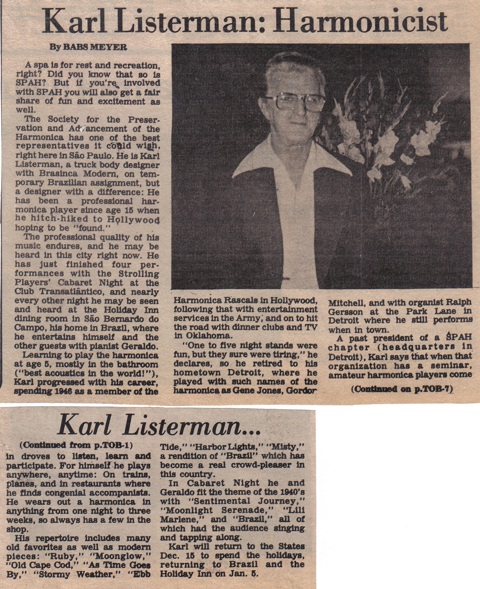 Karl Listerman: Harmonicist
By BABS MEYER
A spa is for rest and recreation,
right? Did you know that so is
SPAH? But if you're involved
with SPAH you will also get a fair
share of fun and excitement as
well.
The Society for the Preser-
vation and Advancement of the
Harmonica has one of the best
representatives it could wish,
right here in São Paulo. He is Karl
Listerman, a truck body designer
with Brasinca Modern, on tem-
porary Brazilian assignment, but
a designer with a difference: He
has been a professional har-
monica player since age 15 when
he hitch-hiked to Hollywood
hoping to be "found."
The professional quality of his
music endures, and he may be
heard in this city right now. He
has just finished four per-
formances with the Strolling
Players' Cabaret Night at the
Club Transatlântico, and nearly
every other night he may be seen
and heard at the Holiday Inn
dining room in São Bernardo do
Campo, his home in Brazil, where
he entertains himself and the
other guests with pianist Geraldo.
Learning to play the harmonica
at age 5, mostly in the bathroom
("best acoustics in the world!"),
Karl progressed with his career,
spending 1946 as a member of the
Harmonica Rascals in Hollywood,
following that with entertainment
services in the Army, and on to hit
the road with dinner clubs and TV
in Oklahoma.
"One to five night stands were
fun, but they sure were tiring," he
declares, so he retired to his
hometown Detroit, where he
played with such names of the
harmonica as Gene Jones, Gordor
Mitchell, and with organist Ralph
Gersson at the Park Lane in
Detroit where he still performs
when in town.
A past president of a SPAH
chapter (headquarters in
Detroit), Karl says that when that
organization has a seminar,
amateur harmonica players come
(Continued on p.TOB-7)
Karl Listerman...
(Continued from p.TOB-1)
in droves to listen, learn and
participate. For himself he plays
anywhere, anytime: On trains,
planes, and in restaurants where
he finds congenial accompanists.
He wears out a harmonica in
anything from one night to three
weeks, so always has a few in the
shop.
His repertoire includes many
old favorites as well as modern
pieces: "Ruby," "Moonglow,"
"Old Cape Cod," "As Time Goes
By," "Stormy Weather," "Ebb
Tide," "Harbor Lights," "Misty,"
a rendition of "Brazil" which has
become a real crowd-pleaser in
this country.
In Cabaret Night he and
Geraldo fit the theme of the 1940's
with "Sentimental Journey,"
"Moonlight Serenade," "Lili
Marlene," and "Brazil," all of
which had the audience singing
and tapping along.
Karl will return to the States
Dec. 15 to spend the holidays,
returning to Brazil and the
Holiday Inn on Jan. 5.